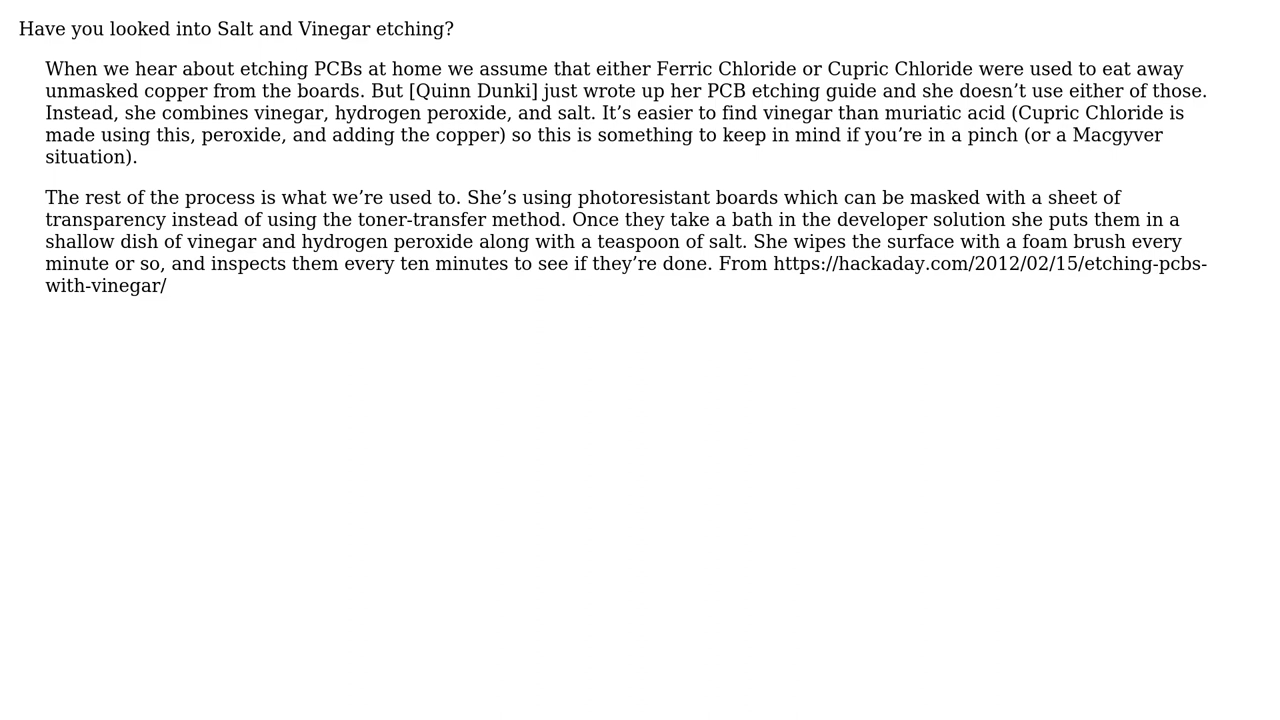 Have you looked into Salt and Vinegar etching?
When we hear about etching PCBs at home we assume that either Ferric Chloride or Cupric Chloride were used to eat away
unmasked copper from the boards. But [Quinn Dunki] just wrote up her PCB etching guide and she doesn’t use either of those.
Instead, she combines vinegar, hydrogen peroxide, and salt. It’s easier to find vinegar than muriatic acid (Cupric Chloride is
made using this, peroxide, and adding the copper) so this is something to keep in mind if you’re in a pinch (or a Macgyver
situation).
The rest of the process is what we’re used to. She’s using photoresistant boards which can be masked with a sheet of
transparency instead of using the toner-transfer method. Once they take a bath in the developer solution she puts them in a
shallow dish of vinegar and hydrogen peroxide along with a teaspoon of salt. She wipes the surface with a foam brush every
minute or so, and inspects them every ten minutes to see if they’re done. From https://hackaday.com/2012/02/15/etching-pcbs-
with-vinegar/